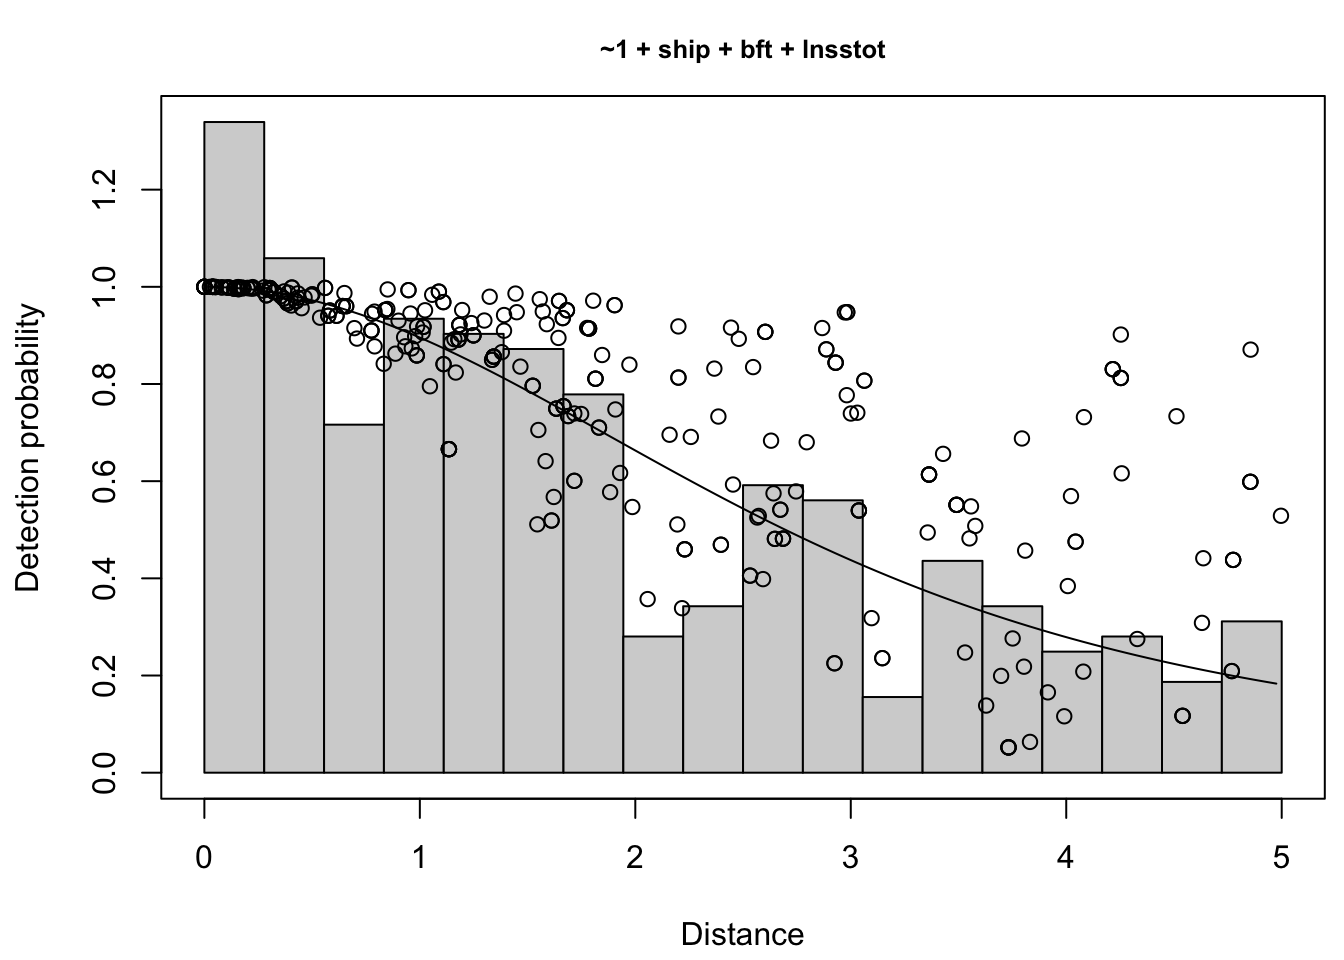 ~1 + ship + bft + lnsstot
Detection probability
1.2
1.0
0.8
0.6
0.4
0.2
0.0
0 1 2 3 4 5
Distance